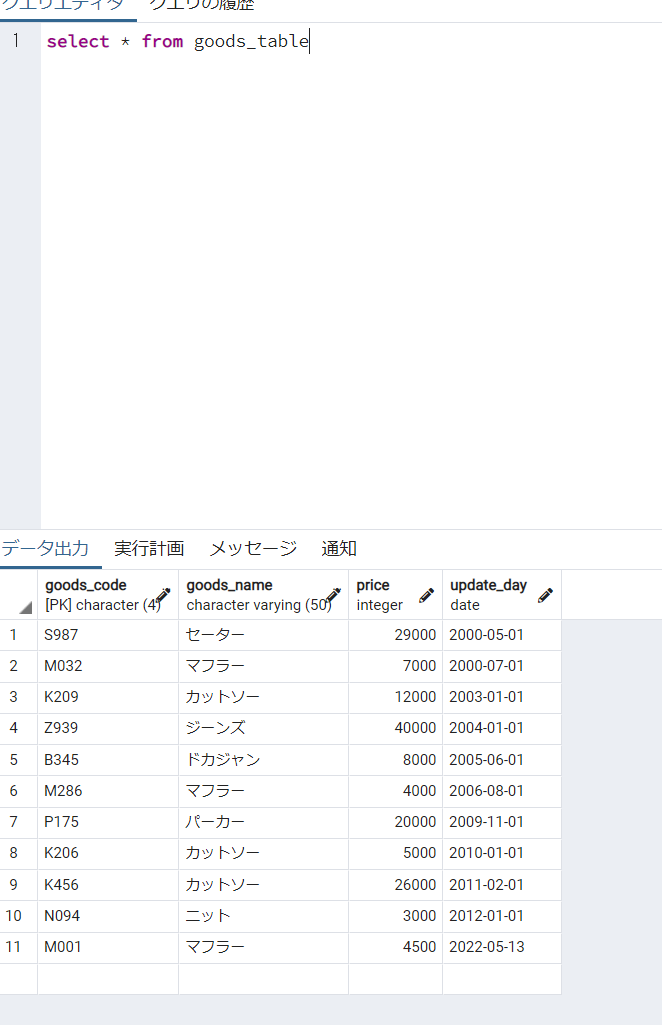 クエリエディタ クエリの履歴
1 select * from goods_table
データ出力 実行計画 メッセージ 通知
goods_code goods_name price update_day
[PK] character (4) character varying (50) integer date
1 S987 セーター 29000 2000-05-01
2 M032 マフラー 7000 2000-07-01
3 K209 カットソー 12000 2003-01-01
4 Z939 ジーンズ 40000 2004-01-01
5 B345 ドカジャン 8000 2005-06-01
6 M286 マフラー 4000 2006-08-01
7 P175 パーカー 20000 2009-11-01
8 K206 カットソー 5000 2010-01-01
9 K456 カットソー 26000 2011-02-01
10 N094 ニット 3000 2012-01-01
11 M001 マフラー 4500 2022-05-13